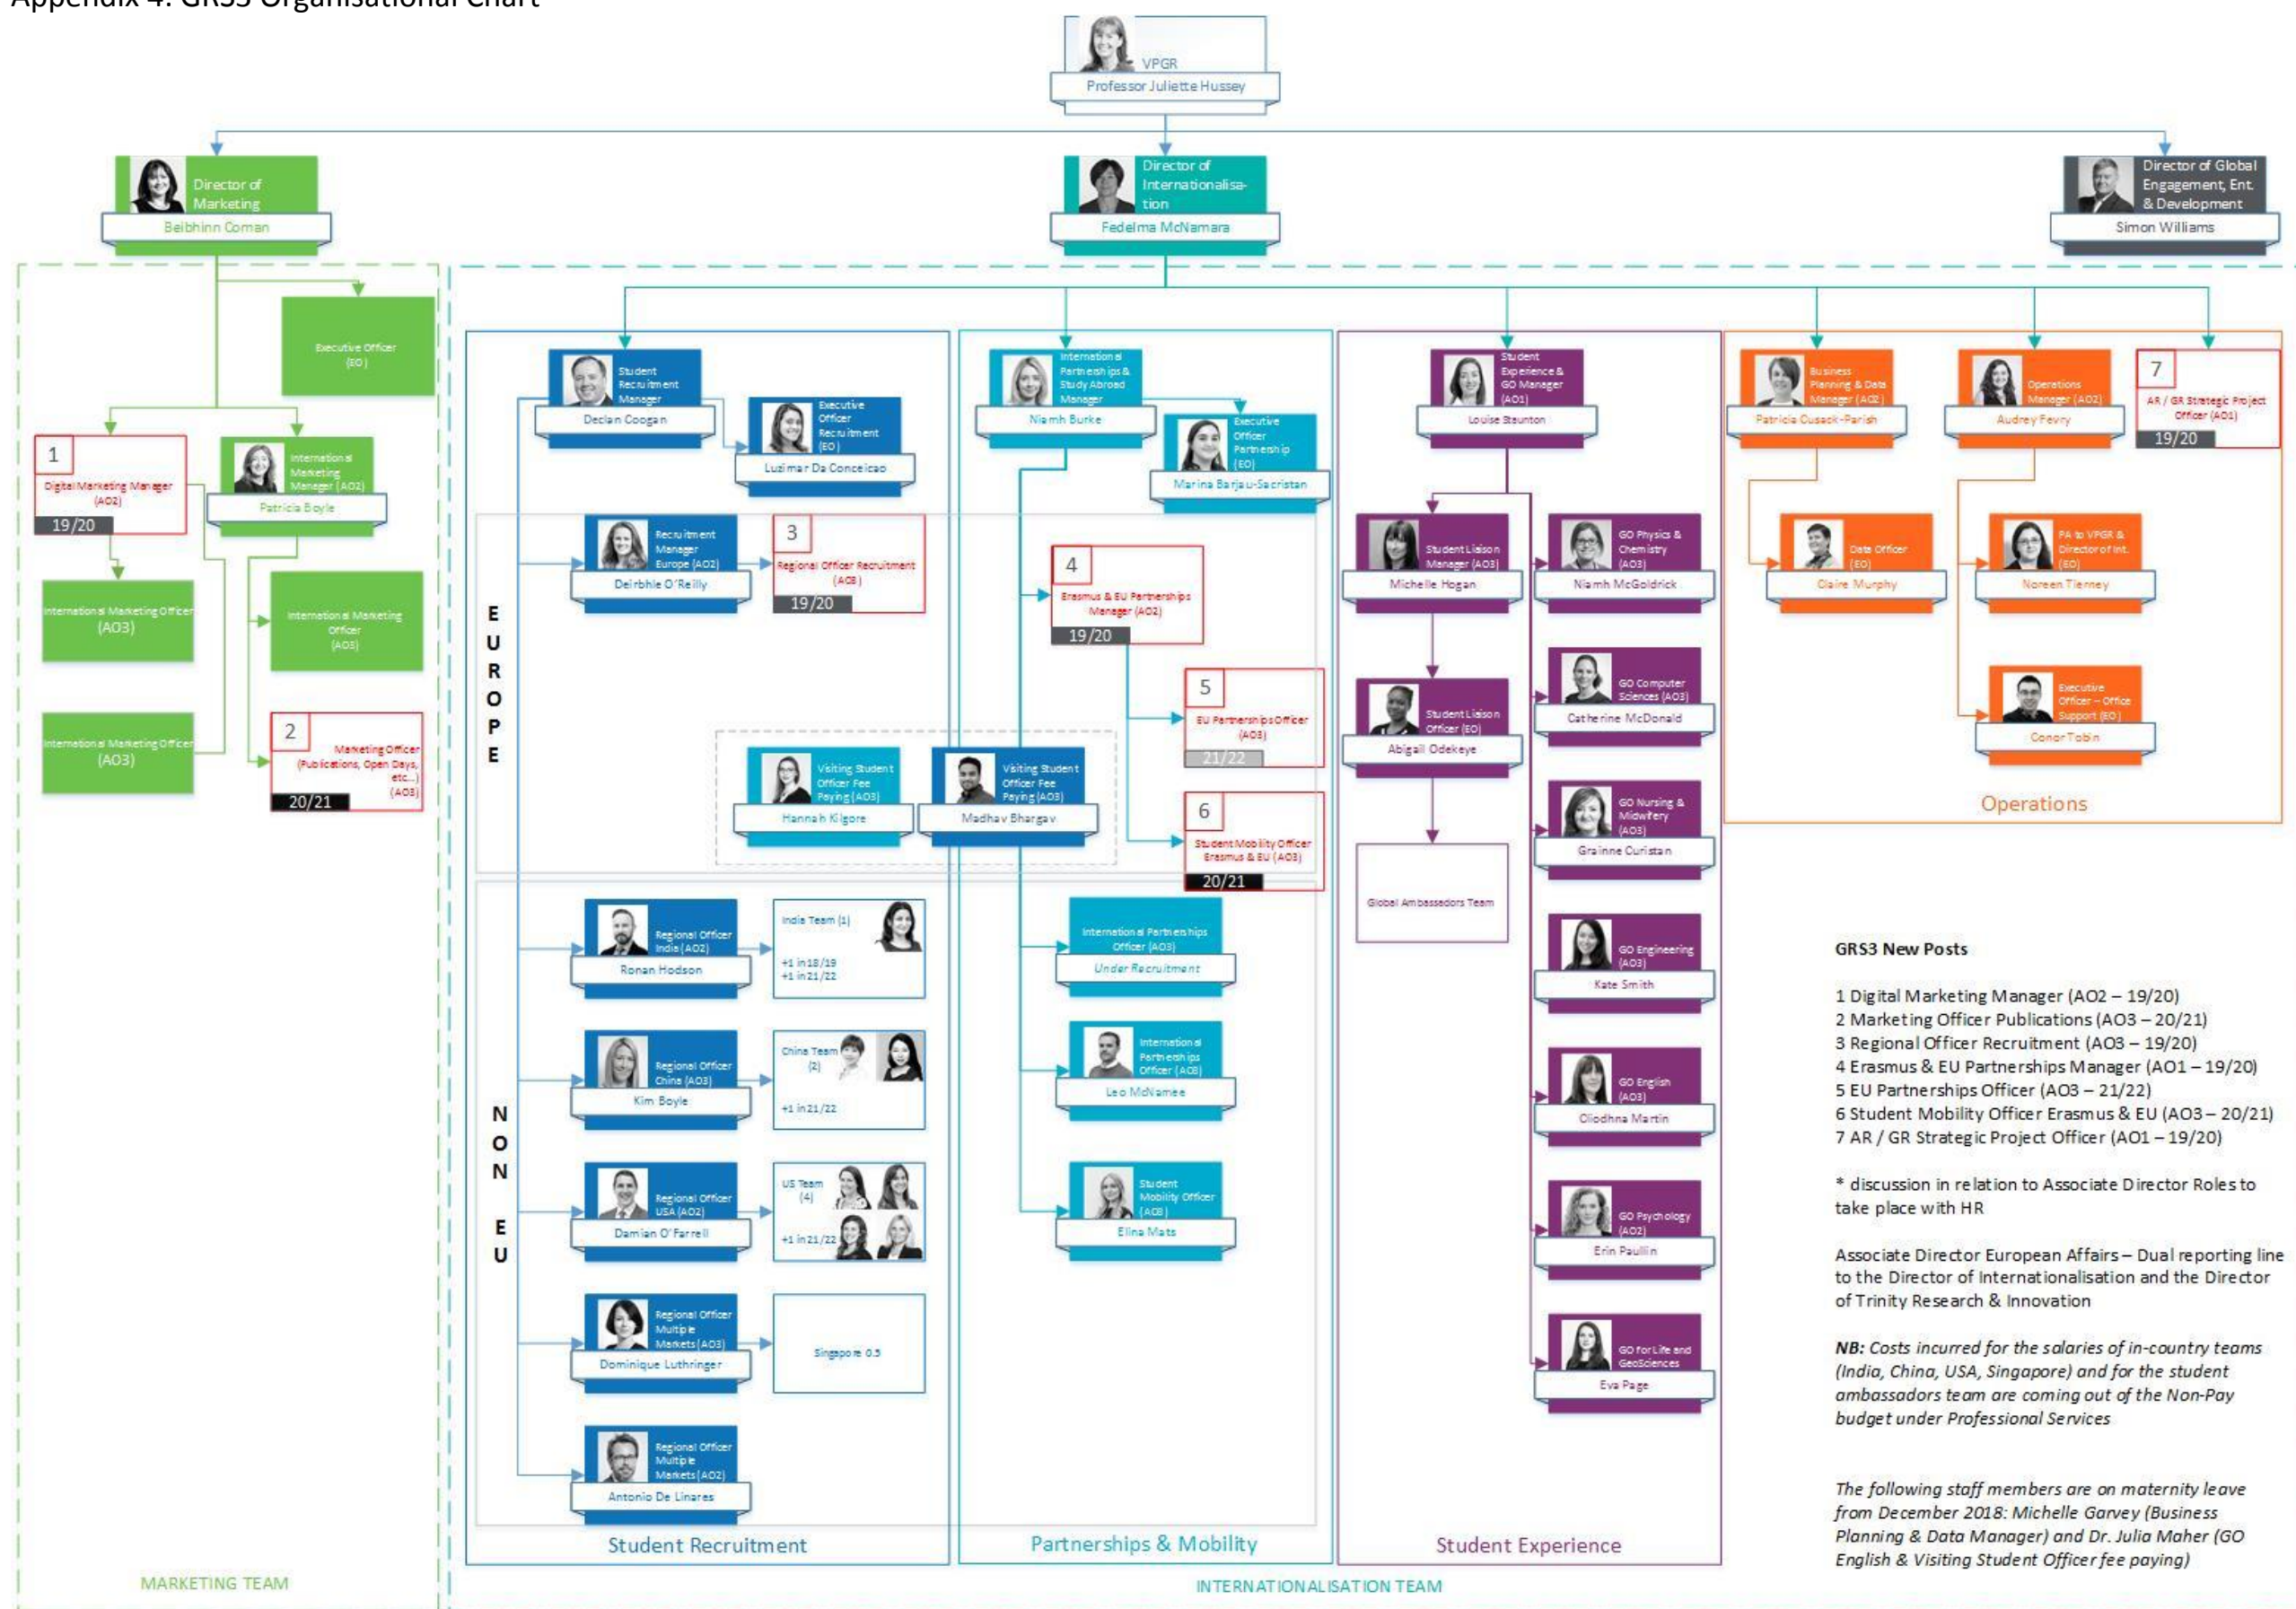 Appendix 4: GRS3 Organisational Chart
VPGR
Professor Juliette Hussey
Director of
Marketing
Beibhinn Coman
Director of
Internationalisa-
tion
Fedelma McNamara
Director of Global
Engagement, Ent.
& Development
Simon Williams
Executive Officer
(EO)
1
Digital Marketing Manager
(AO2)
19/20
International
Marketing
Manager (AO2)
Patricia Boyle
International Marketing Officer
(AO3)
International Marketing
Officer
(AO3)
International Marketing Officer
(AO3)
2
Marketing Officer
(Publications, Open Days,
etc...)
(AO3)
20/21
MARKETING TEAM
Student
Recruitment
Manager
Declan Coogan
Executive
Officer
Recruitment
(EO)
Luzimar Da Conceicao
EUROPE
Recruitment
Manager
Europe (AO2)
Deirbhle O'Reilly
3
Regional Officer Recruitment
(AO3)
19/20
Visiting Student
Officer Fee
Paying (AO3)
Hannah Kilgore
Visiting Student
Officer Fee
Paying (AO3)
Madhav Bhargav
NON EU
Regional Officer
India (AO2)
Ronan Hodson
India Team (1)
+1 in 18/19
+1 in 21/22
Regional Officer
China (AO3)
Kim Boyle
China Team
(2)
+1 in 21/22
Regional Officer
USA (AO2)
Damian O'Farrell
US Team
(4)
+1 in 21/22
Regional Officer
Multiple
Markets (AO3)
Dominique Luthringer
Singapore 0.5
Regional Officer
Multiple
Markets (AO2)
Antonio De Linares
Student Recruitment
International
Partnerships &
Study Abroad
Manager
Niamh Burke
Executive
Officer
Partnership
(EO)
Marina Barjau-Sacristan
4
Erasmus & EU Partnerships
Manager (AO2)
19/20
5
EU Partnerships Officer
(AO3)
21/22
6
Student Mobility Officer
Erasmus & EU (AO3)
20/21
International Partnerships
Officer (AO3)
Under Recruitment
International
Partnerships
Officer (AO3)
Leo McNamee
Student
Mobility Officer
(AO3)
Elina Mats
Partnerships & Mobility
Student
Experience &
GO Manager
(AO1)
Louise Staunton
Student Liaison
Manager (AO3)
Michelle Hogan
Student Liaison
Officer (EO)
Abigail Odekeye
Global Ambassadors Team
GO Physics &
Chemistry
(AO3)
Niamh McGoldrick
GO Computer
Sciences (AO3)
Catherine McDonald
GO Nursing &
Midwifery
(AO3)
Grainne Curistan
GO Engineering
(AO3)
Kate Smith
GO English
(AO3)
Cliodhna Martin
GO Psychology
(AO2)
Erin Paullin
GO for Life and
GeoSciences
Eva Page
Student Experience
Business
Planning & Data
Manager (AO2)
Patricia Cusack-Parish
Operations
Manager (AO2)
Audrey Fevry
7
AR / GR Strategic Project
Officer (AO1)
19/20
Data Officer
(EO)
Claire Murphy
PA to VPGR &
Director of Int.
(EO)
Noreen Tierney
Executive
Officer – Office
Support (EO)
Conor Tobin
Operations
INTERNATIONALISATION TEAM
GRS3 New Posts
1 Digital Marketing Manager (AO2 – 19/20)
2 Marketing Officer Publications (AO3 – 20/21)
3 Regional Officer Recruitment (AO3 – 19/20)
4 Erasmus & EU Partnerships Manager (AO1 – 19/20)
5 EU Partnerships Officer (AO3 – 21/22)
6 Student Mobility Officer Erasmus & EU (AO3 – 20/21)
7 AR / GR Strategic Project Officer (AO1 – 19/20)
* discussion in relation to Associate Director Roles to
take place with HR
Associate Director European Affairs – Dual reporting line
to the Director of Internationalisation and the Director
of Trinity Research & Innovation
NB: Costs incurred for the salaries of in-country teams
(India, China, USA, Singapore) and for the student
ambassadors team are coming out of the Non-Pay
budget under Professional Services
The following staff members are on maternity leave
from December 2018: Michelle Garvey (Business
Planning & Data Manager) and Dr. Julia Maher (GO
English & Visiting Student Officer fee paying)